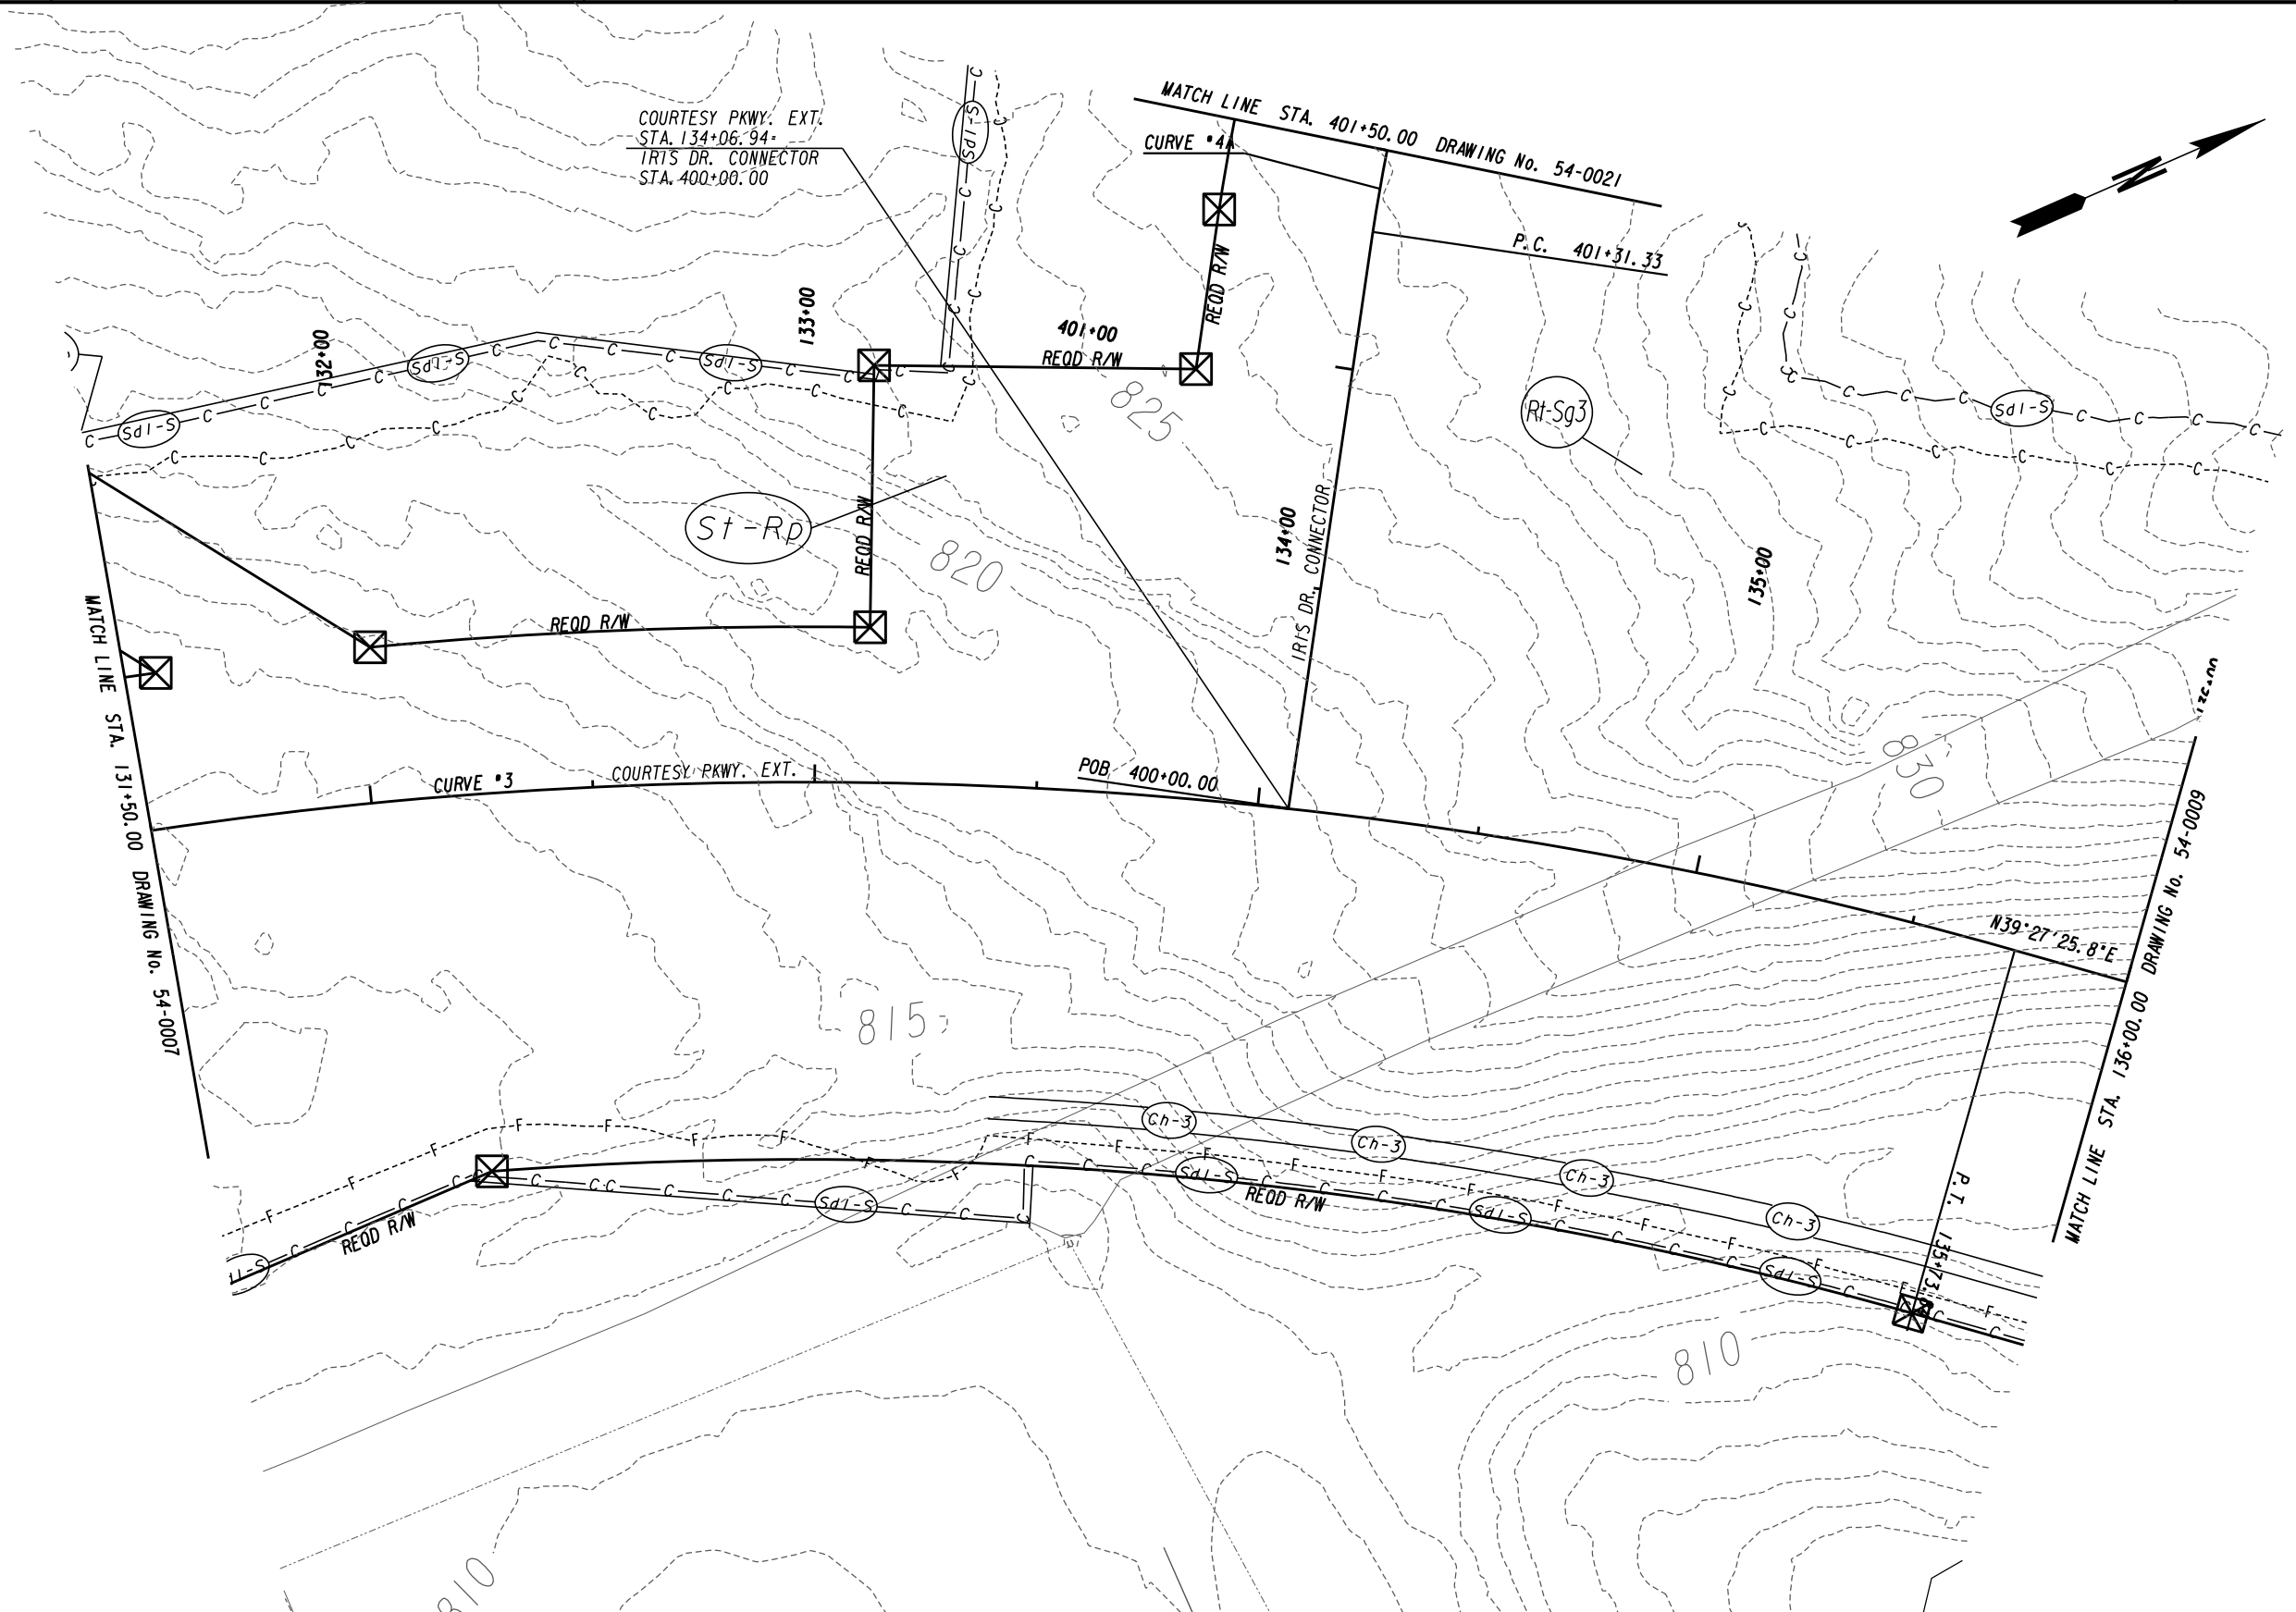 COURTESY PKWY. EXT.
STA. 134+06.94=
IRIS DR. CONNECTOR
STA. 400+00.00
MATCH LINE STA. 401+50.00 DRAWING No. 54-0021
CURVE #4A
P.C. 401+31.33
N
Sd1-S
REQD R/W
401+00
REQD R/W
133+00
132+00
Sd1-S
Sd1-S
Sd1-S
825
Rt-Sg3
Sd1-S
St-Rp
REQD R/W
820
134+00
IRIS DR. CONNECTOR
135+00
REQD R/W
MATCH LINE STA. 131+50.00 DRAWING No. 54-0007
CURVE #3
COURTESY PKWY. EXT.
POB 400+00.00
830
N39°27'25.8"E
MATCH LINE STA. 136+00.00 DRAWING No. 54-0009
815
Ch-3
Ch-3
Ch-3
Ch-3
Sd1-S
Sd1-S
Sd1-S
Sd1-S
REQD R/W
REQD R/W
P.T.
810
810
C C C C C C
F F F F F F